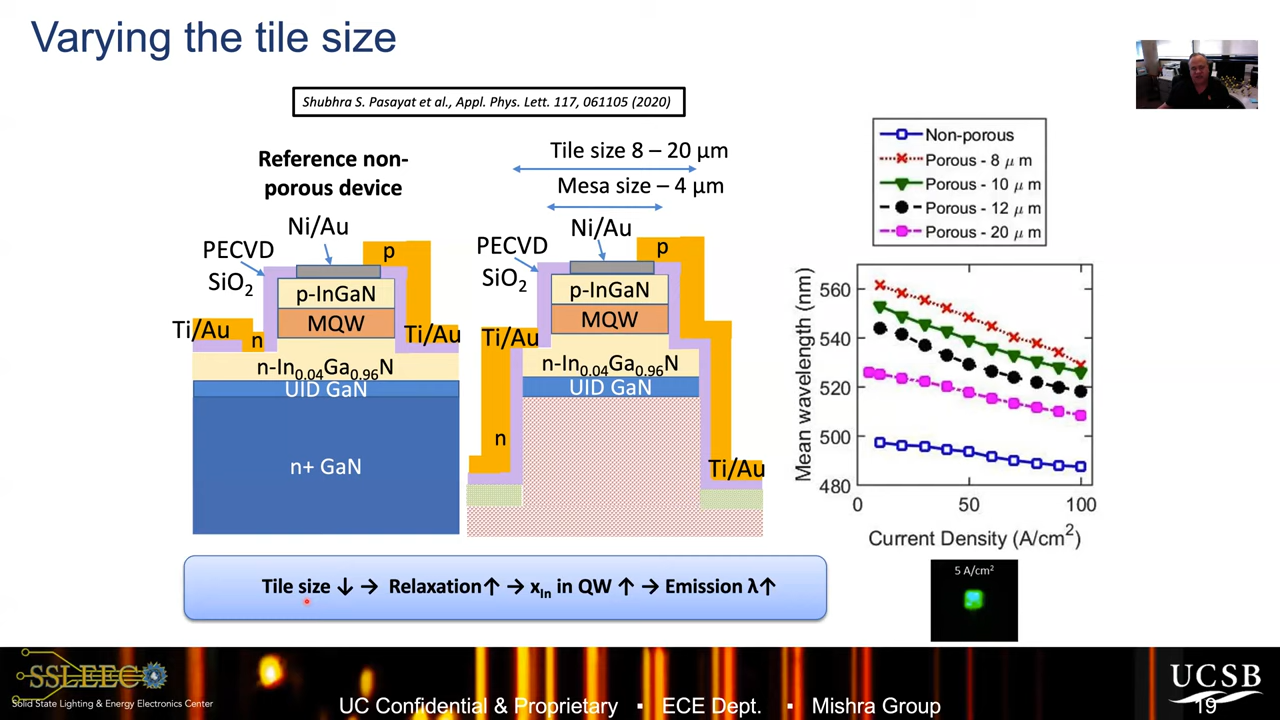 Varying the tile size
Shubhra S. Pasayat et al., Appl. Phys. Lett. 117, 061105 (2020)
Reference non-
porous device
Ni/Au
PECVD
SiO₂
p
p-InGaN
MQW
Ti/Au
n
Ti/Au
n-In₀.₀₄Ga₀.₉₆N
UID GaN
n+ GaN
Tile size 8 – 20 μm
Mesa size – 4 μm
Ni/Au
PECVD
SiO₂
p
p-InGaN
MQW
Ti/Au
n-In₀.₀₄Ga₀.₉₆N
UID GaN
n
Ti/Au
Non-porous
Porous - 8 μ m
Porous - 10 μ m
Porous - 12 μ m
Porous - 20 μ m
Mean wavelength (nm)
560
540
520
500
480
0
50
100
Current Density (A/cm²)
5 A/cm²
Tile size ↓ → Relaxation↑ → xIn in QW ↑ → Emission λ↑
SSLEEC
Solid State Lighting & Energy Electronics Center
UC Confidential & Proprietary ▪ ECE Dept. ▪ Mishra Group
UCSB
19